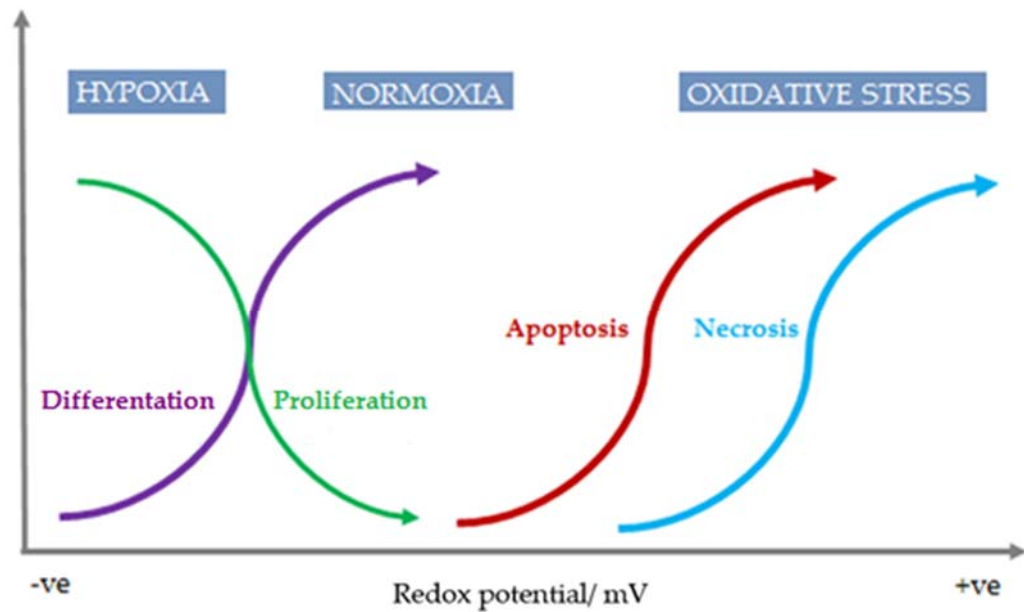 HYPOXIA
NORMOXIA
OXIDATIVE STRESS
Apoptosis
Necrosis
Differentation
Proliferation
-ve
Redox potential/ mV
+ve